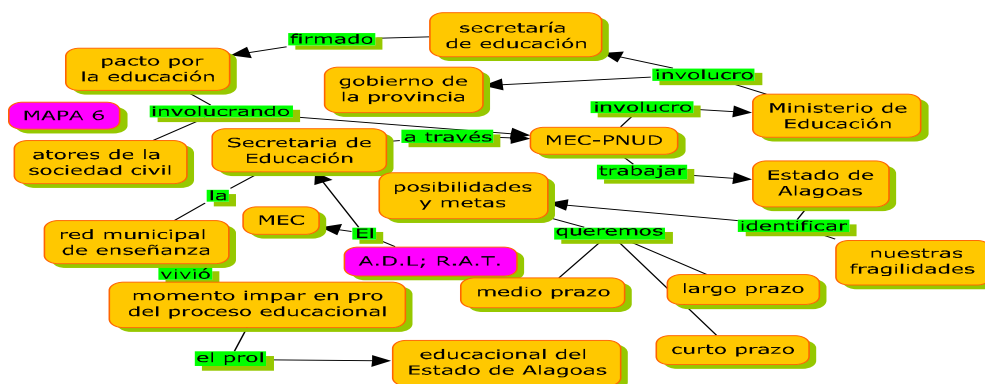 secretaría
de educación
firmado
pacto por
la educación
gobierno de
la provincia
involucro
involucrando
involucro
Ministerio de
Educación
MAPA 6
a través
MEC-PNUD
Secretaria de
Educación
atores de la
sociedad civil
trabajar
Estado de
Alagoas
la
posibilidades
y metas
identificar
MEC
El
queremos
red municipal
de enseñanza
A.D.L; R.A.T.
nuestras
fragilidades
vivió
medio prazo
largo prazo
momento impar en pro
del proceso educacional
el prol
curto prazo
educacional del
Estado de Alagoas